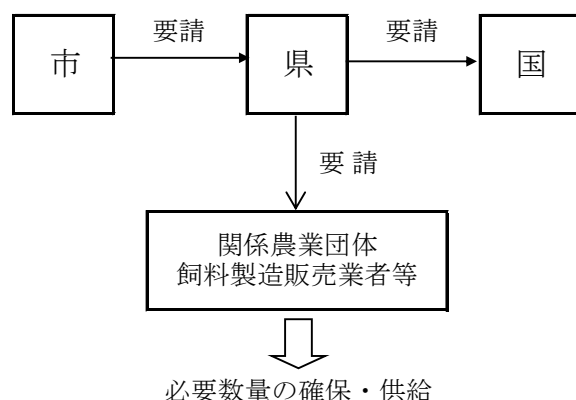 要請
要請
市
県
国
要 請
関係農業団体
飼料製造販売業者等
必要数量の確保・供給